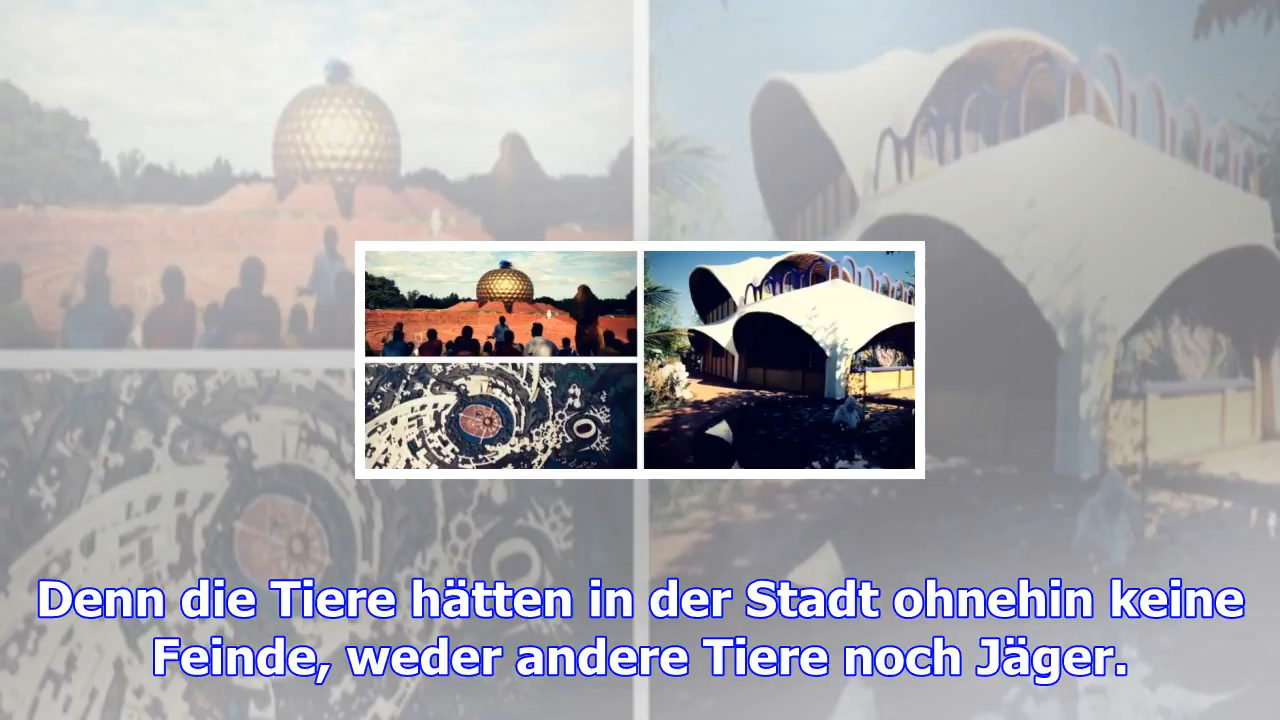 Denn die Tiere hätten in der Stadt ohnehin keine
Feinde, weder andere Tiere noch Jäger.